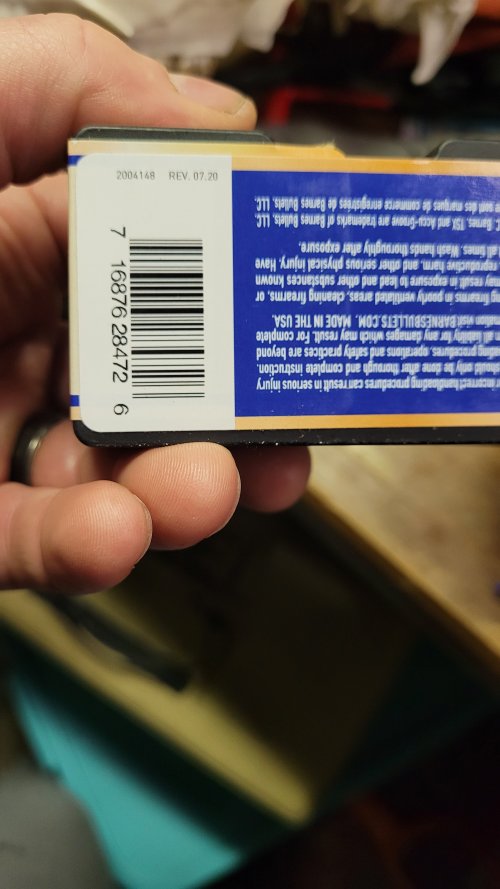 2004148 REV. 07.20
7 16876 28472 6
incorrect handloading procedures can result in serious injury
should only be done after thorough and complete instruction.
ing procedures, operations and safety practices are beyond
all liability for any damages which may result. For complete
ation visit BARNESBULLETS.COM. MADE IN THE USA.
firearms in poorly ventilated areas, cleaning firearms, or
may result in exposure to lead and other substances known
reproductive harm, and other serious physical injury. Have
all times. Wash hands thoroughly after exposure.
Barnes, TSX and Accu-Groove are trademarks of Barnes Bullets, LLC.
sont des marques de commerce enregistrées de Barnes Bullets, LLC.